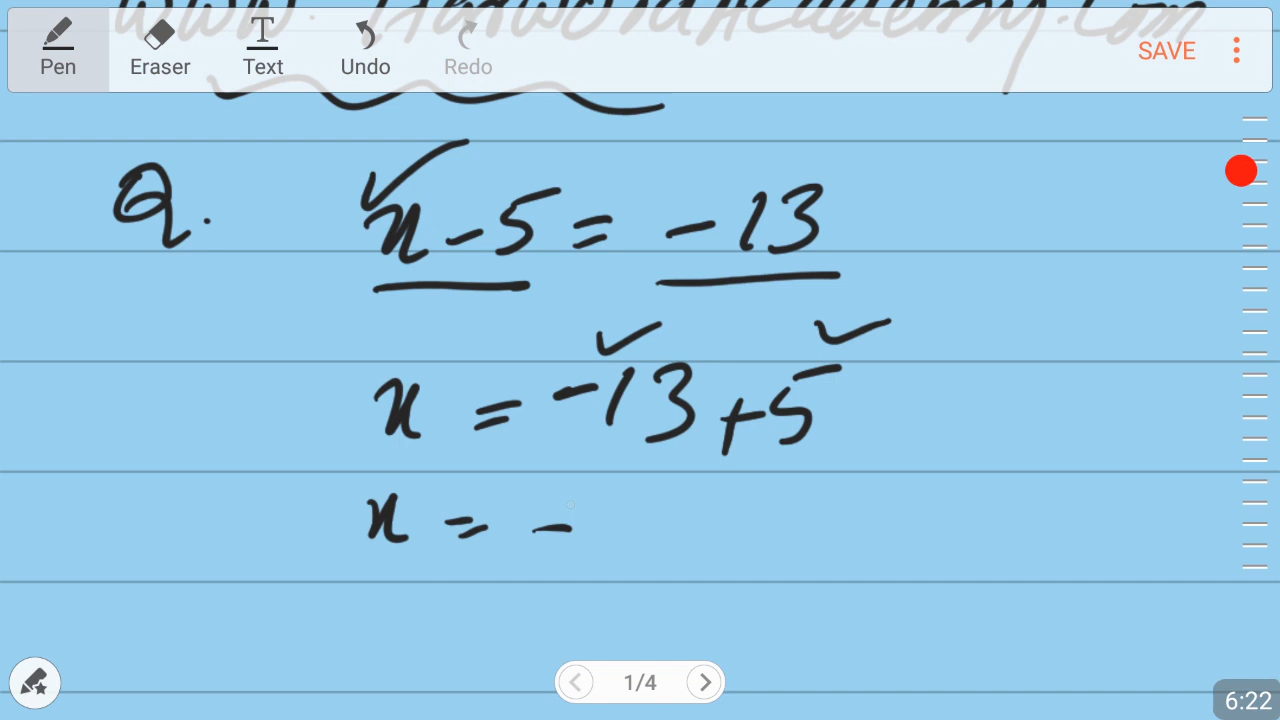 Pen Eraser Text Undo Redo SAVE
Q. x - 5 = - 13
x = - 13 + 5
x = -
1/4
6:22